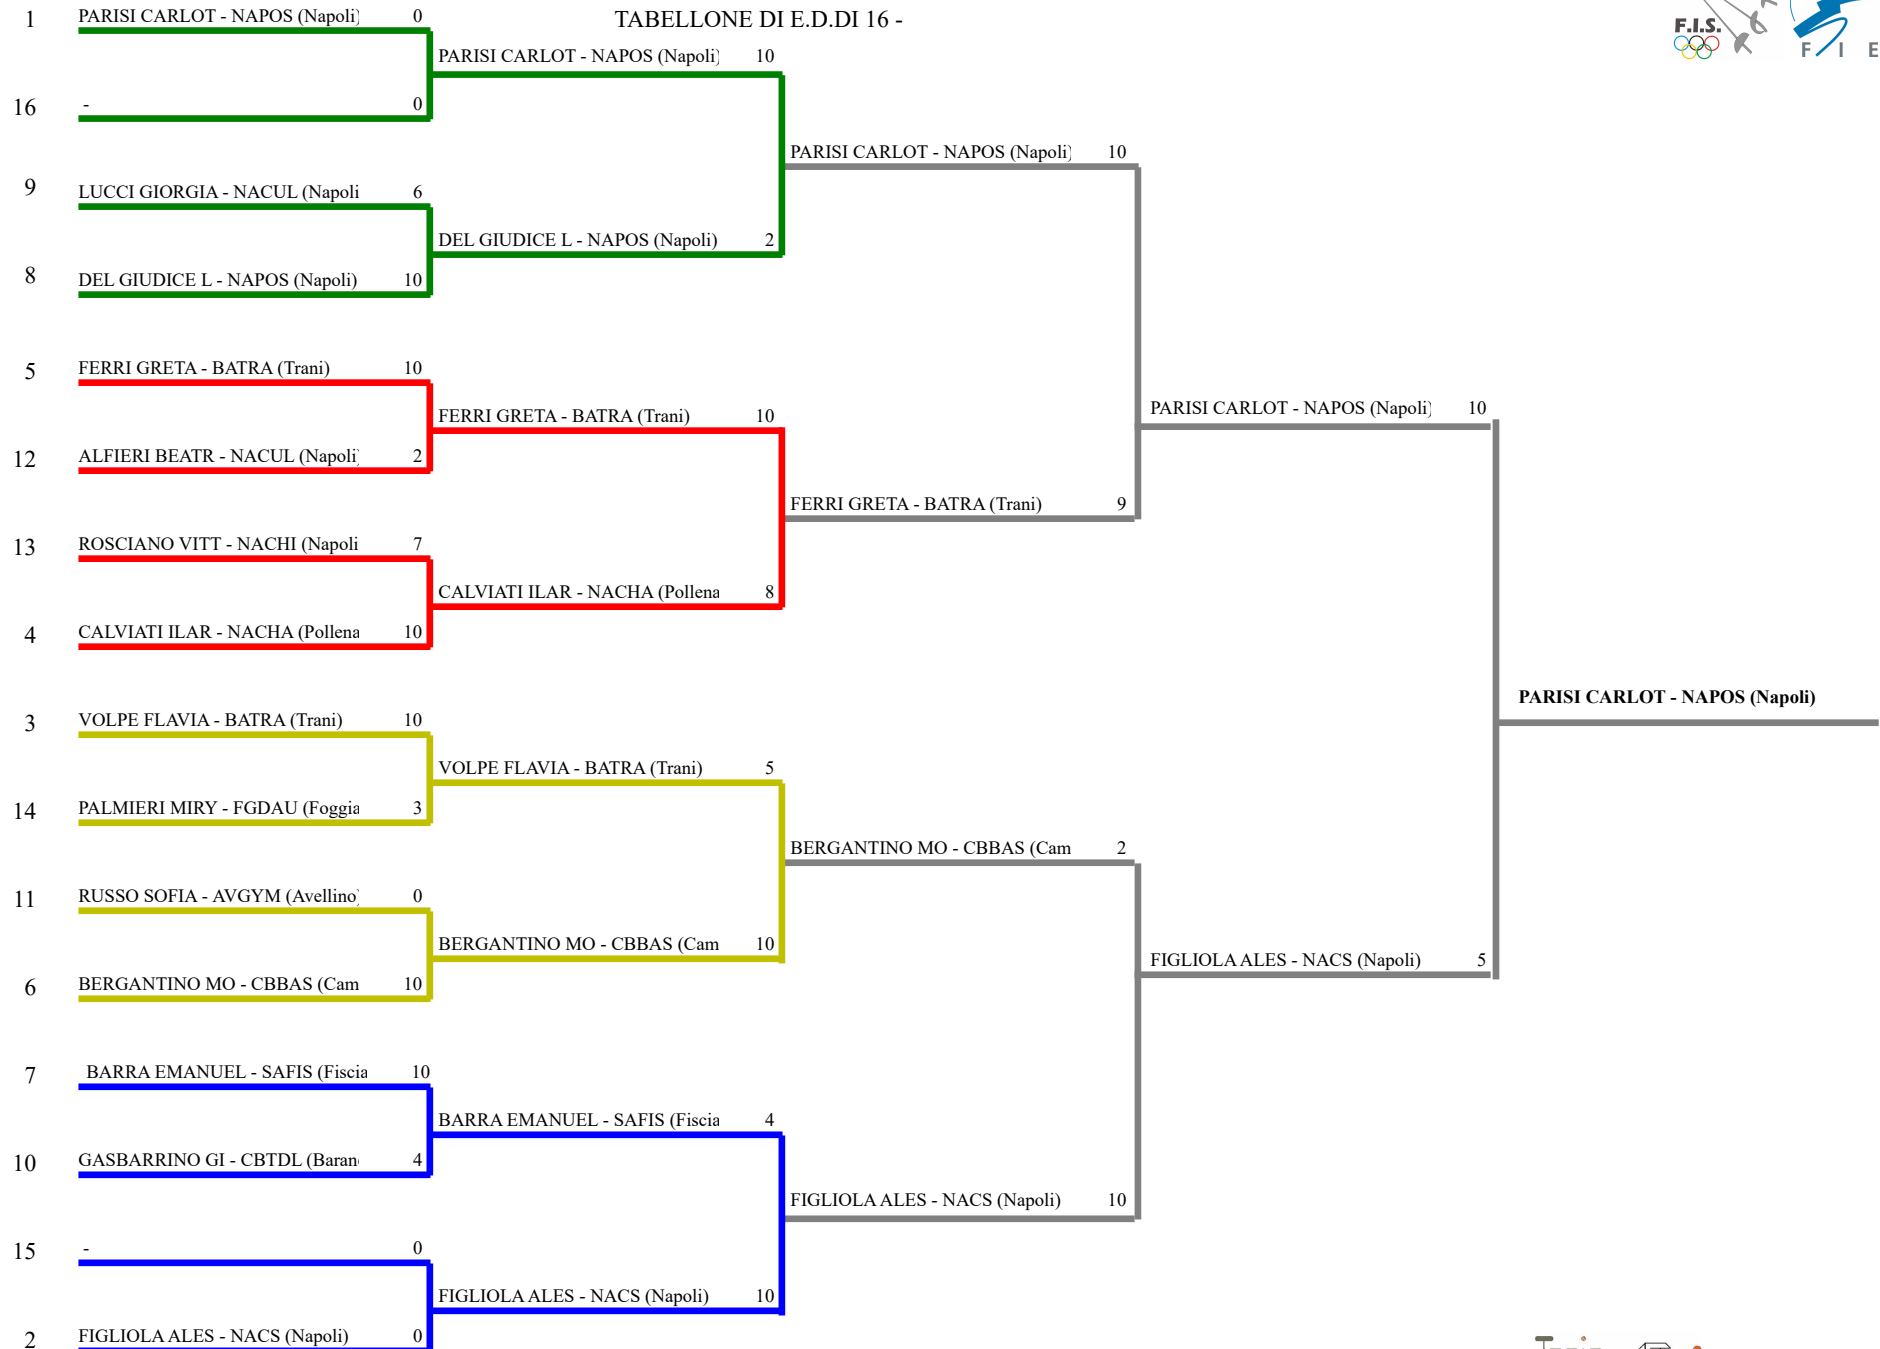 TABELLONE DI E.D.DI 16 -
F.I.S.
F I E
1 PARISI CARLOT - NAPOS (Napoli) 0
PARISI CARLOT - NAPOS (Napoli) 10
16 - 0
PARISI CARLOT - NAPOS (Napoli) 10
9 LUCCI GIORGIA - NACUL (Napoli 6
DEL GIUDICE L - NAPOS (Napoli) 2
8 DEL GIUDICE L - NAPOS (Napoli) 10
5 FERRI GRETA - BATRA (Trani) 10
PARISI CARLOT - NAPOS (Napoli) 10
FERRI GRETA - BATRA (Trani) 10
12 ALFIERI BEATR - NACUL (Napoli) 2
FERRI GRETA - BATRA (Trani) 9
13 ROSCIANO VITT - NACHI (Napoli 7
CALVIATI ILAR - NACHA (Pollena 8
4 CALVIATI ILAR - NACHA (Pollena 10
PARISI CARLOT - NAPOS (Napoli)
3 VOLPE FLAVIA - BATRA (Trani) 10
VOLPE FLAVIA - BATRA (Trani) 5
14 PALMIERI MIRY - FGDAU (Foggia 3
BERGANTINO MO - CBBAS (Cam 2
11 RUSSO SOFIA - AVGYM (Avellino) 0
BERGANTINO MO - CBBAS (Cam 10
FIGLIOLA ALES - NACS (Napoli) 5
6 BERGANTINO MO - CBBAS (Cam 10
7 BARRA EMANUEL - SAFIS (Fiscia 10
BARRA EMANUEL - SAFIS (Fiscia 4
10 GASBARRINO GI - CBTDL (Baran 4
FIGLIOLA ALES - NACS (Napoli) 10
15 - 0
FIGLIOLA ALES - NACS (Napoli) 10
2 FIGLIOLA ALES - NACS (Napoli) 0